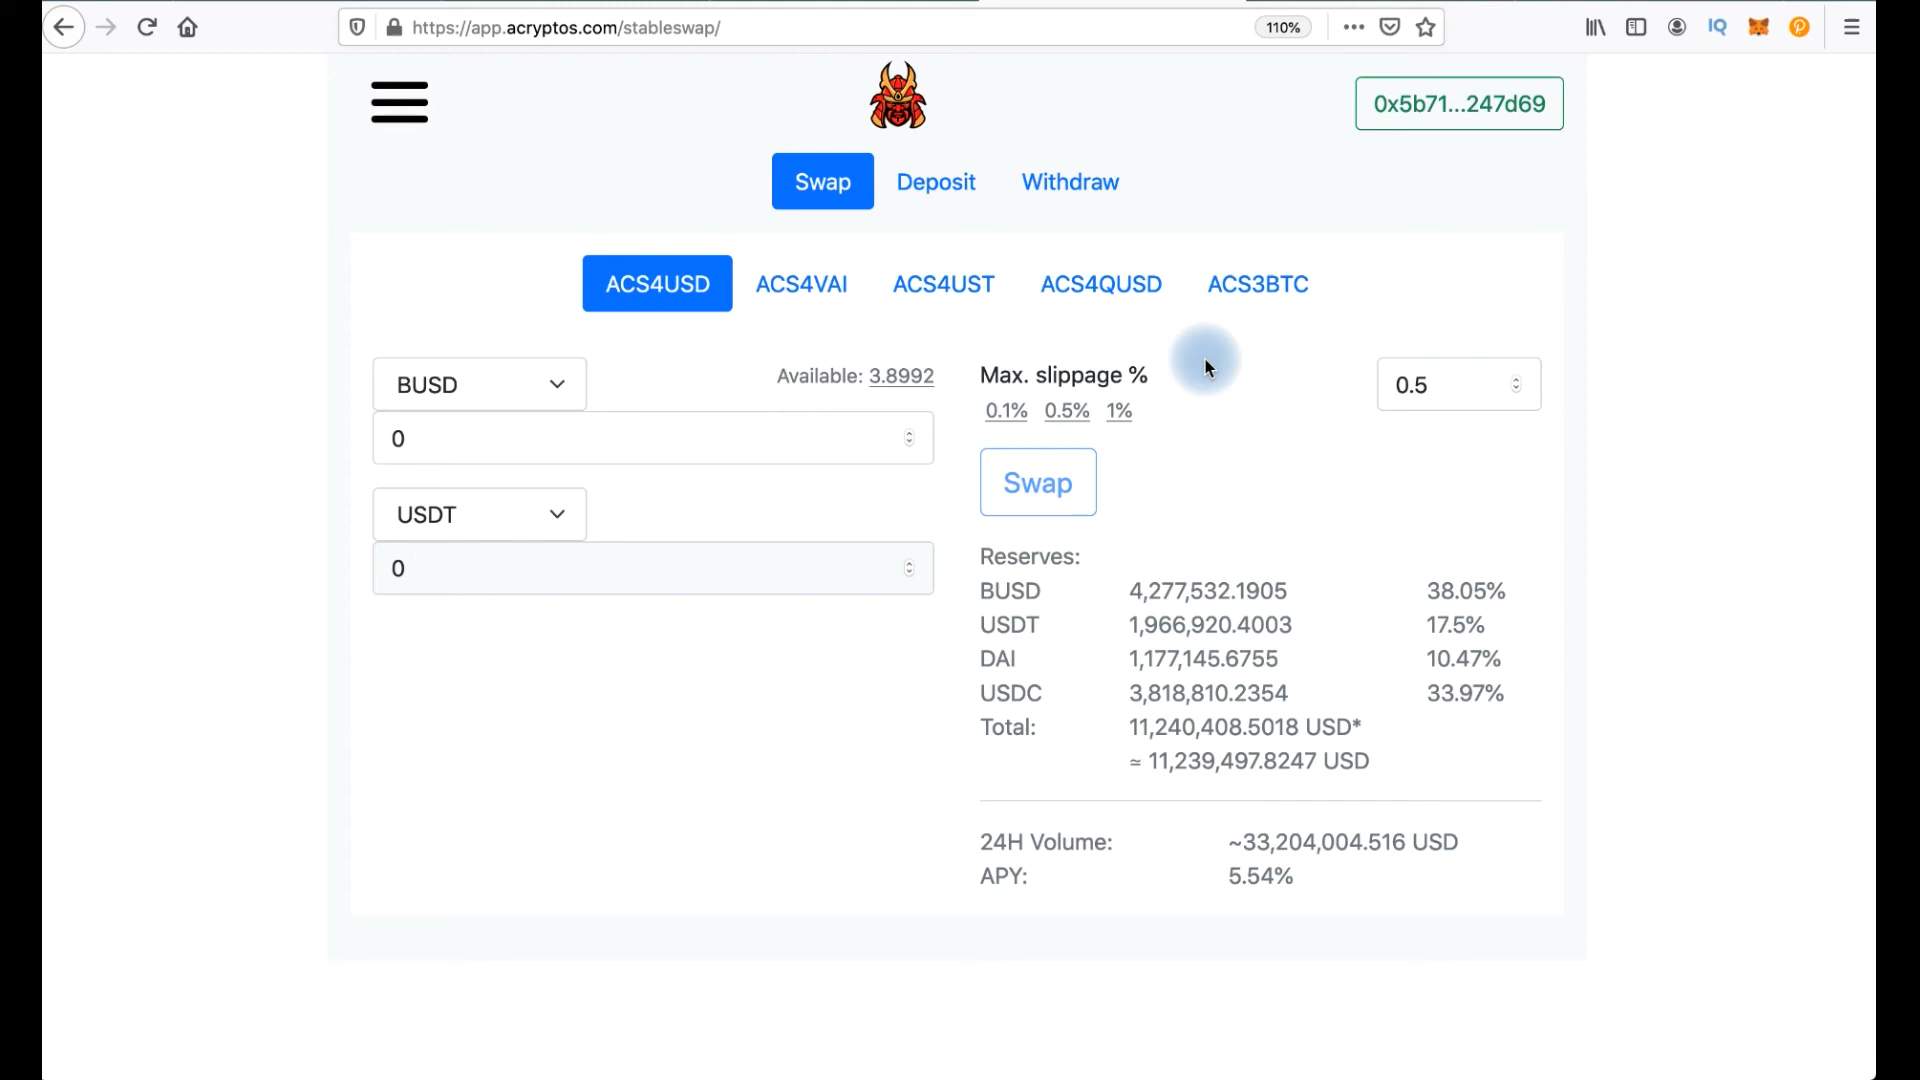 https://app.acryptos.com/stableswap/
110%
IQ
0x5b71...247d69
Swap Deposit Withdraw
ACS4USD ACS4VAI ACS4UST ACS4QUSD ACS3BTC
BUSD
Available: 3.8992
0
USDT
0
Max. slippage %
0.5
0.1% 0.5% 1%
Swap
Reserves:
BUSD 4,277,532.1905 38.05%
USDT 1,966,920.4003 17.5%
DAI 1,177,145.6755 10.47%
USDC 3,818,810.2354 33.97%
Total: 11,240,408.5018 USD*
≃ 11,239,497.8247 USD
24H Volume: ~33,204,004.516 USD
APY: 5.54%